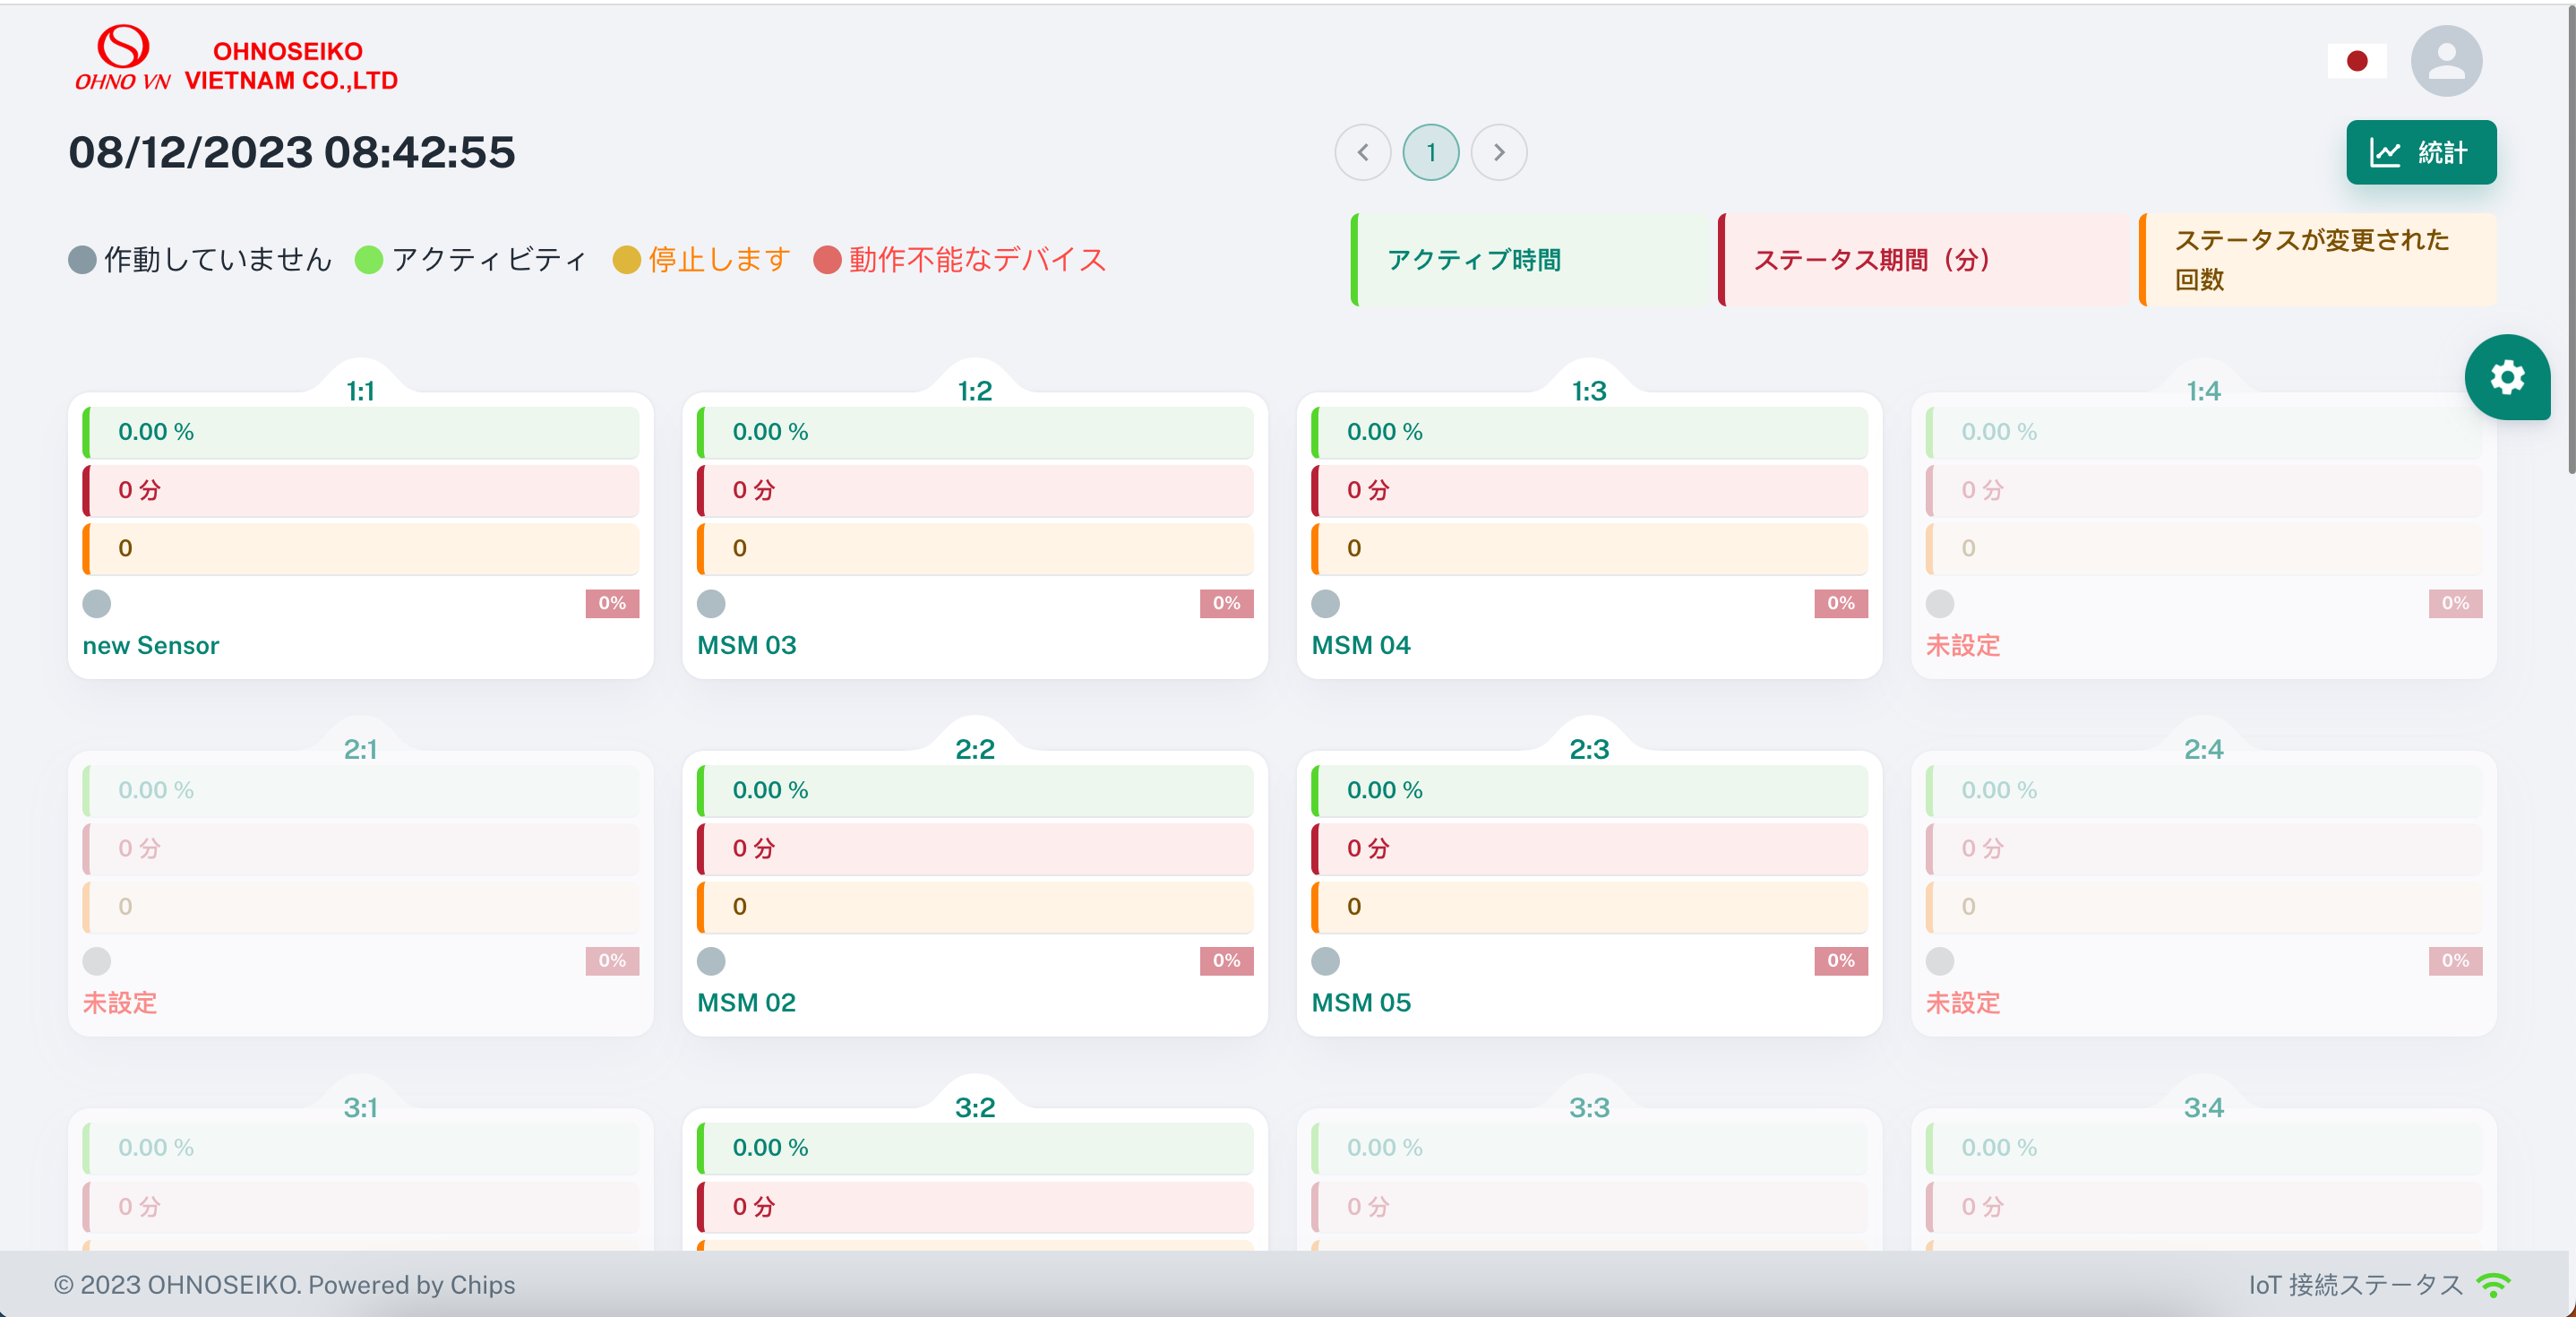 OHNO VN
OHNOSEIKO
VIETNAM CO.,LTD
08/12/2023 08:42:55
1
統計
作動していません
アクティビティ
停止します
動作不能なデバイス
アクティブ時間
ステータス期間（分）
ステータスが変更された
回数
1:1
0.00 %
0 分
0
0%
new Sensor
1:2
0.00 %
0 分
0
0%
MSM 03
1:3
0.00 %
0 分
0
0%
MSM 04
1:4
0.00 %
0 分
0
0%
未設定
2:1
0.00 %
0 分
0
0%
未設定
2:2
0.00 %
0 分
0
0%
MSM 02
2:3
0.00 %
0 分
0
0%
MSM 05
2:4
0.00 %
0 分
0
0%
未設定
3:1
0.00 %
0 分
3:2
0.00 %
0 分
3:3
0.00 %
0 分
3:4
0.00 %
0 分
© 2023 OHNOSEIKO. Powered by Chips
IoT 接続ステータス